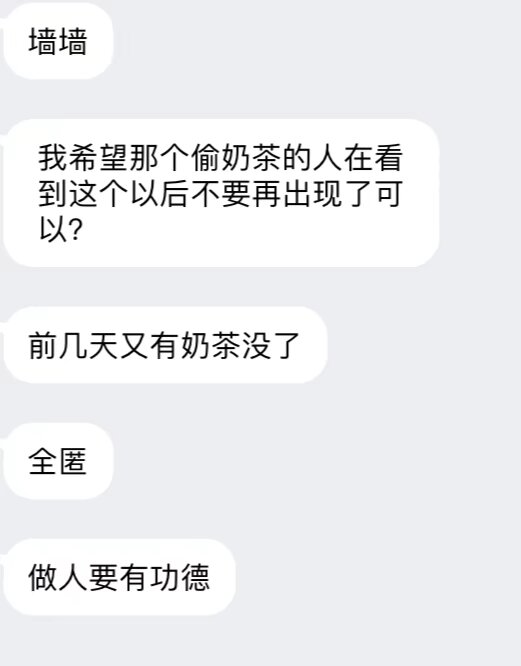 墙墙
我希望那个偷奶茶的人在看
到这个以后不要再出现了可
以?
前几天又有奶茶没了
全匿
做人要有功德